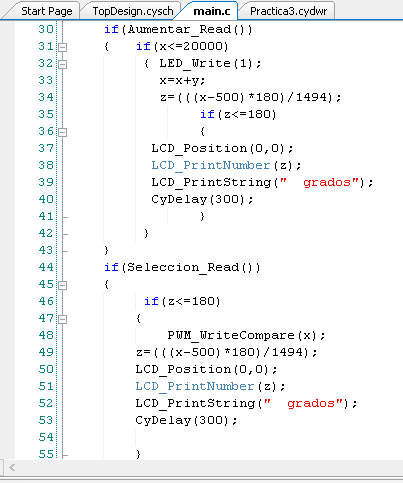 Start Page TopDesign.cysch main.c Practica3.cydwr
30 if(Aumentar_Read())
31 { if(x<=20000)
32 { LED_Write(1);
33 x=x+y;
34 z=(((x-500)*180)/1494);
35 if(z<=180)
36 {
37 LCD_Position(0,0);
38 LCD_PrintNumber(z);
39 LCD_PrintString("  grados");
40 CyDelay(300);
41 }
42 }
43 }
44 if(Seleccion_Read())
45 {
46 if(z<=180)
47 {
48 PWM_WriteCompare(x);
49 z=(((x-500)*180)/1494);
50 LCD_Position(0,0);
51 LCD_PrintNumber(z);
52 LCD_PrintString("  grados");
53 CyDelay(300);
54
55 }